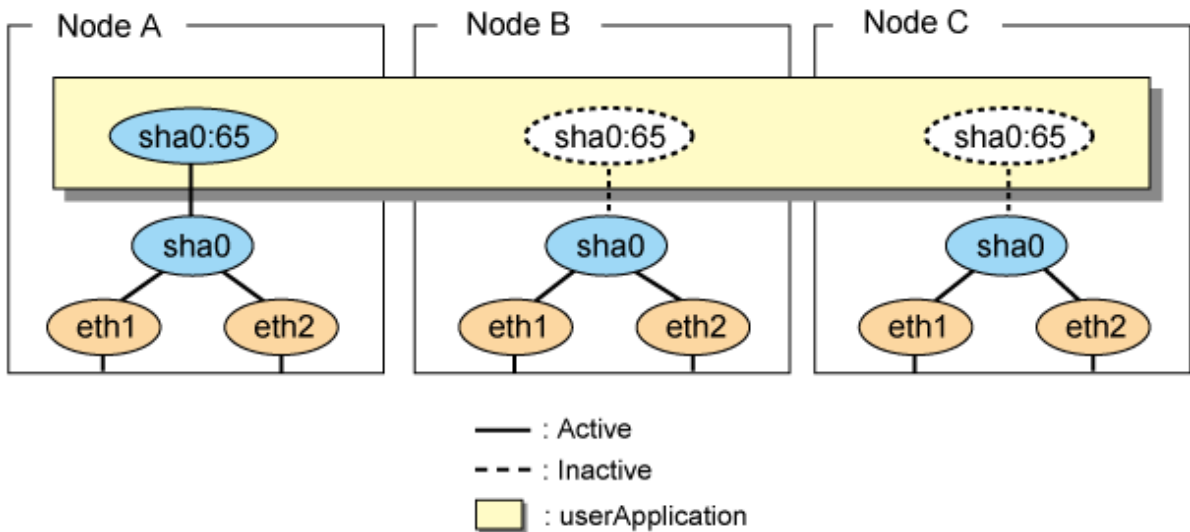 Node A Node B Node C
sha0:65 sha0:65 sha0:65
sha0 sha0 sha0
eth1 eth2 eth1 eth2 eth1 eth2
: Active
: Inactive
: userApplication